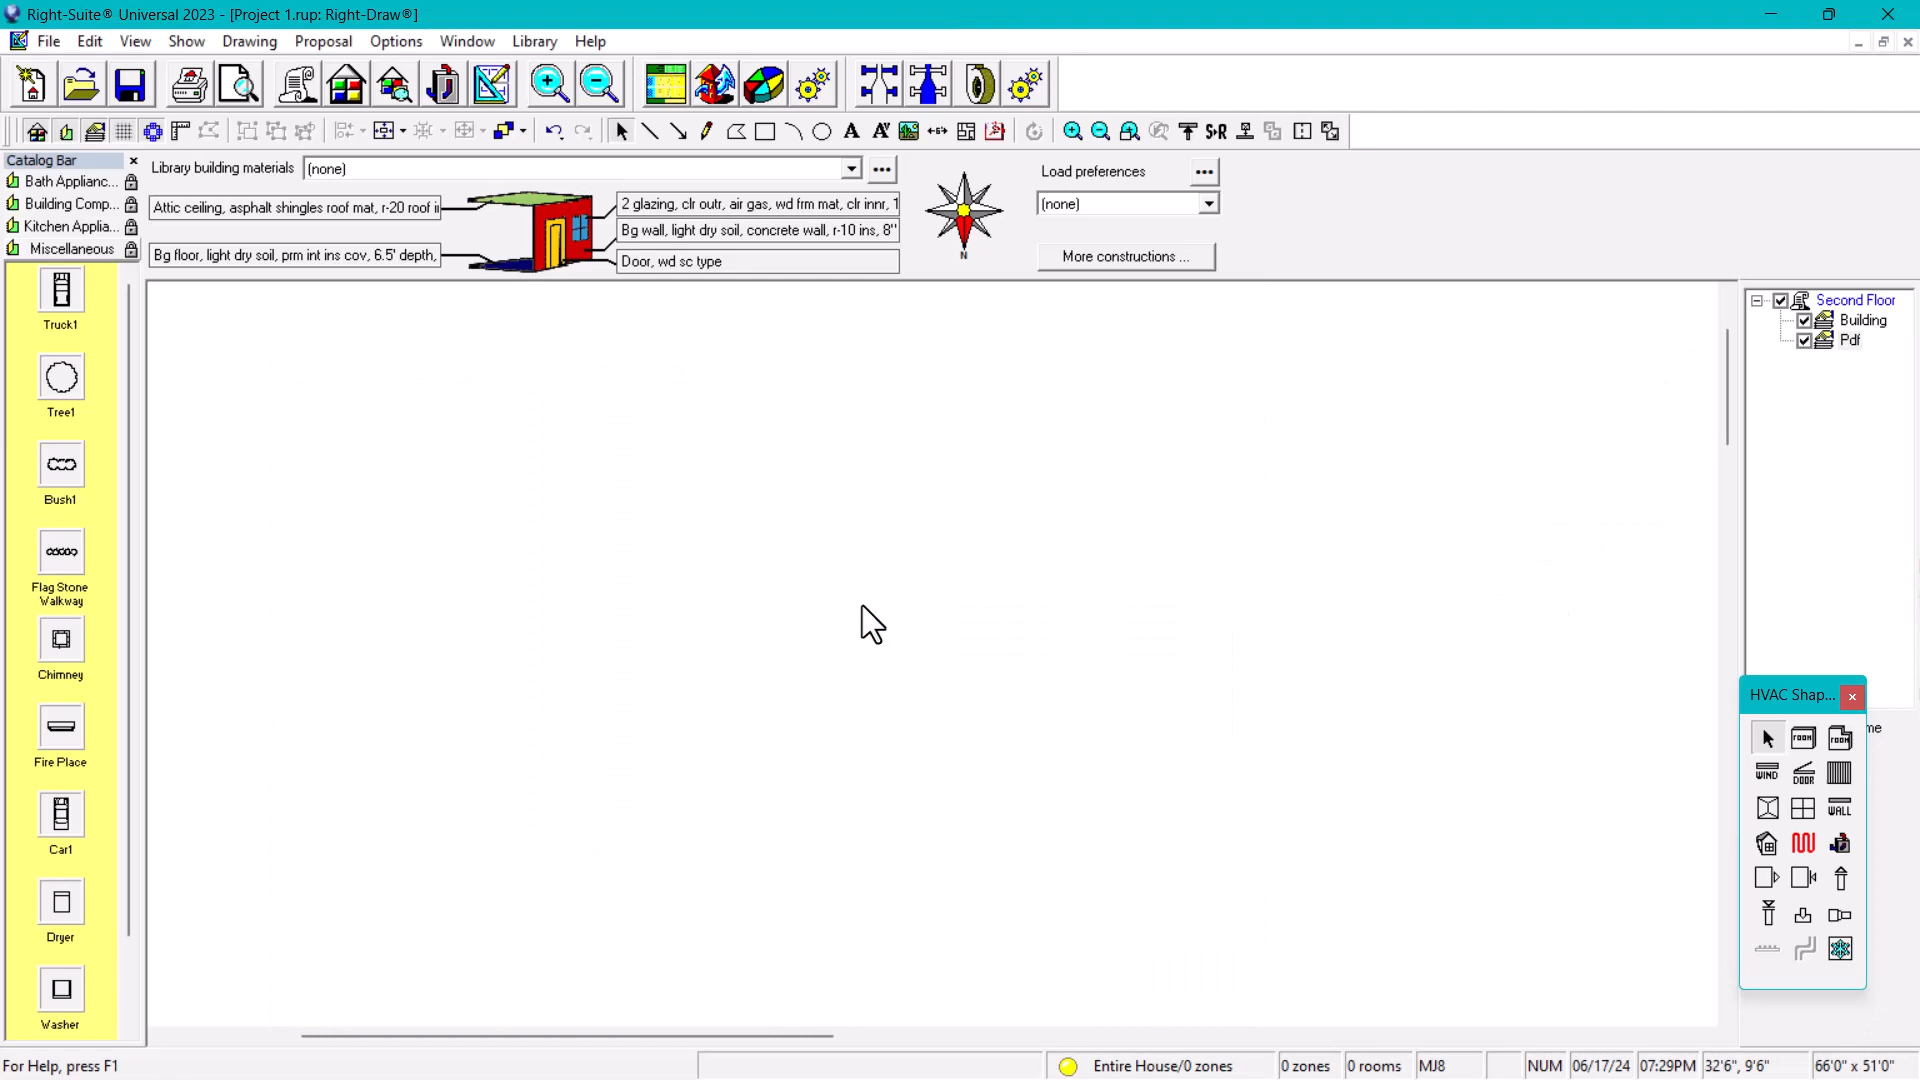 Right-Suite® Universal 2023 - [Project 1.rup: Right-Draw®]
File Edit View Show Drawing Proposal Options Window Library Help
Catalog Bar
Bath Applianc...
Building Comp...
Kitchen Applia...
Miscellaneous
Library building materials (none)
Attic ceiling, asphalt shingles roof mat, r-20 roof i
Bg floor, light dry soil, prm int ins cov, 6.5' depth,
2 glazing, clr outr, air gas, wd frm mat, clr innr, 1
Bg wall, light dry soil, concrete wall, r-10 ins, 8"
Door, wd sc type
N
Load preferences
(none)
More constructions ...
Truck1
Tree1
Bush1
Flag Stone
Walkway
Chimney
Fire Place
Car1
Dryer
Washer
Second Floor
Building
Pdf
HVAC Shap...
me
ROOM ROOM
WIND DOOR
WALL
S›R
For Help, press F1
Entire House/0 zones 0 zones 0 rooms MJ8 NUM 06/17/24 07:29PM 32'6", 9'6" 66'0" x 51'0"